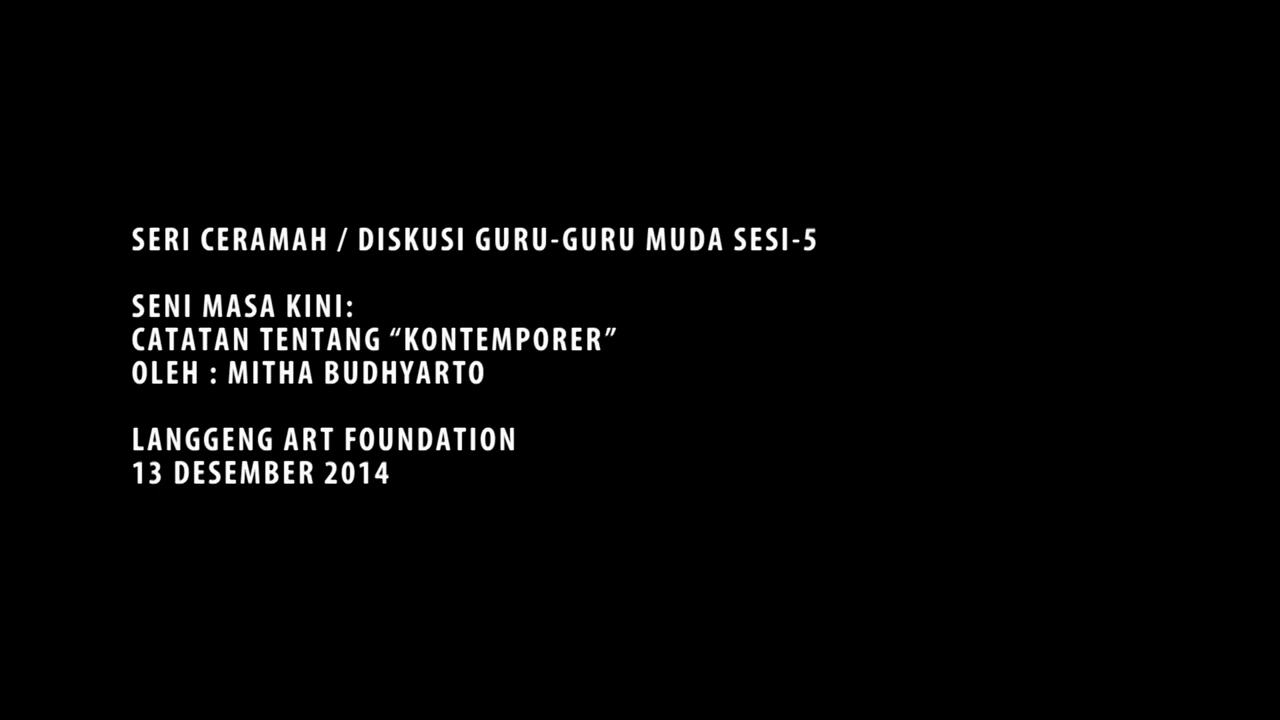 SERI CERAMAH / DISKUSI GURU-GURU MUDA SESI-5
SENI MASA KINI:
CATATAN TENTANG “KONTEMPORER”
OLEH : MITHA BUDHYARTO
LANGGENG ART FOUNDATION
13 DESEMBER 2014